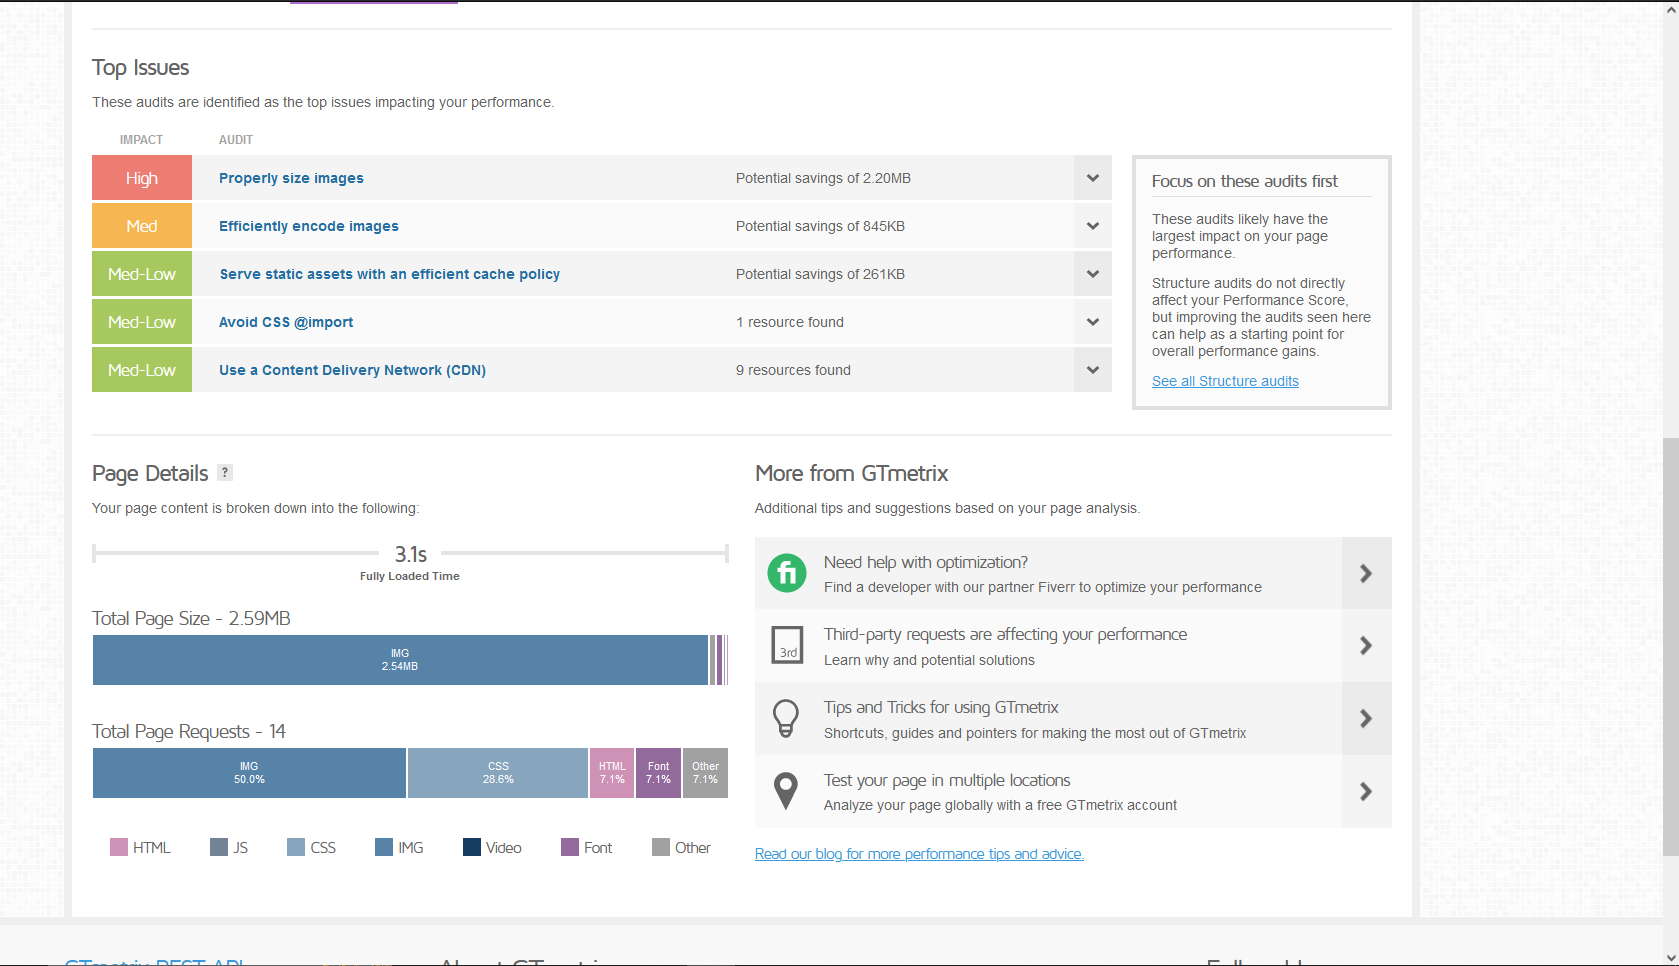 Top Issues
These audits are identified as the top issues impacting your performance.
IMPACT AUDIT
High Properly size images Potential savings of 2.20MB
Med Efficiently encode images Potential savings of 845KB
Med-Low Serve static assets with an efficient cache policy Potential savings of 261KB
Med-Low Avoid CSS @import 1 resource found
Med-Low Use a Content Delivery Network (CDN) 9 resources found
Focus on these audits first
These audits likely have the
largest impact on your page
performance.
Structure audits do not directly
affect your Performance Score,
but improving the audits seen here
can help as a starting point for
overall performance gains.
See all Structure audits
Page Details ?
Your page content is broken down into the following:
3.1s
Fully Loaded Time
Total Page Size - 2.59MB
IMG
2.54MB
Total Page Requests - 14
IMG
50.0%
CSS
28.6%
HTML
7.1%
Font
7.1%
Other
7.1%
HTML JS CSS IMG Video Font Other
More from GTmetrix
Additional tips and suggestions based on your page analysis.
fi
Need help with optimization?
Find a developer with our partner Fiverr to optimize your performance
3rd
Third-party requests are affecting your performance
Learn why and potential solutions
Tips and Tricks for using GTmetrix
Shortcuts, guides and pointers for making the most out of GTmetrix
Test your page in multiple locations
Analyze your page globally with a free GTmetrix account
Read our blog for more performance tips and advice.
GTmetrix REST API About GTmetrix